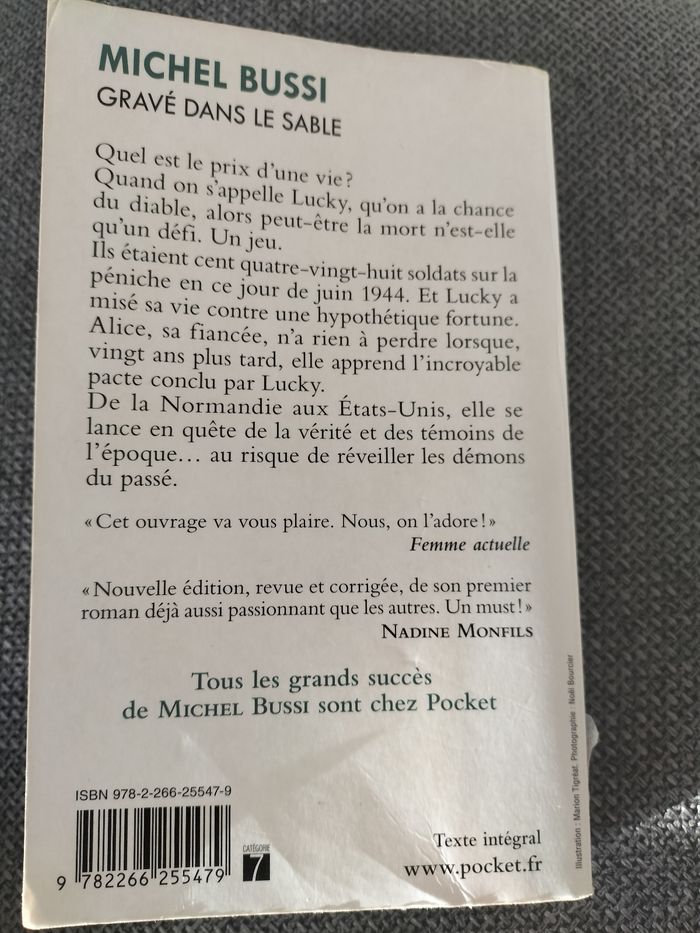 MICHEL BUSSI
GRAVÉ DANS LE SABLE
Quel est le prix d'une vie ?
Quand on s'appelle Lucky, qu'on a la chance
du diable, alors peut-être la mort n'est-elle
qu'un défi. Un jeu.
Ils étaient cent quatre-vingt-huit soldats sur la
péniche en ce jour de juin 1944. Et Lucky a
misé sa vie contre une hypothétique fortune.
Alice, sa fiancée, n'a rien à perdre lorsque,
vingt ans plus tard, elle apprend l'incroyable
pacte conclu par Lucky.
De la Normandie aux États-Unis, elle se
lance en quête de la vérité et des témoins de
l'époque... au risque de réveiller les démons
du passé.
« Cet ouvrage va vous plaire. Nous, on l'adore ! »
Femme actuelle
« Nouvelle édition, revue et corrigée, de son premier
roman déjà aussi passionnant que les autres. Un must ! »
NADINE MONFILS
Tous les grands succès
de MICHEL BUSSI sont chez Pocket
ISBN 978-2-266-25547-9
9 782266 255479
CATÉGORIE
7
Texte intégral
www.pocket.fr
Illustration : Marion Tigréat. Photographie : Noël Bourcier